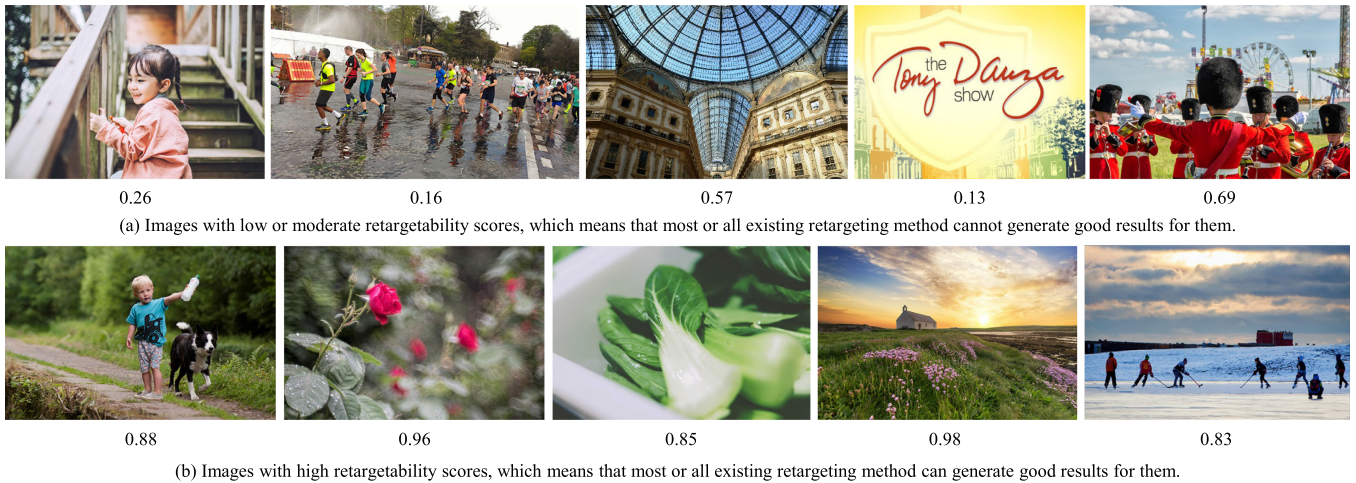 the
Tony Danza
show
0.26
0.16
0.57
0.13
0.69
(a) Images with low or moderate retargetability scores, which means that most or all existing retargeting method cannot generate good results for them.
0.88
0.96
0.85
0.98
0.83
(b) Images with high retargetability scores, which means that most or all existing retargeting method can generate good results for them.